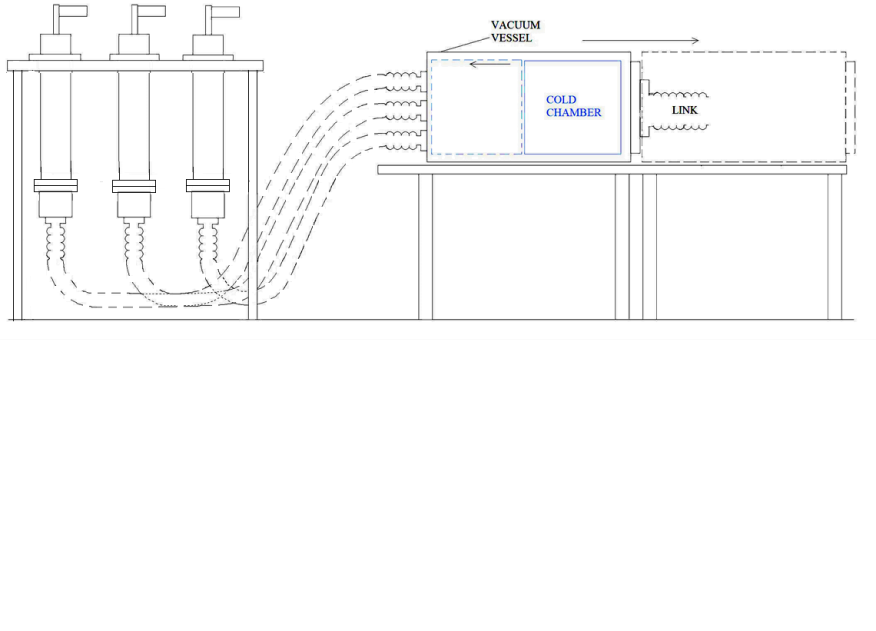 VACUUM
VESSEL
COLD
CHAMBER
LINK